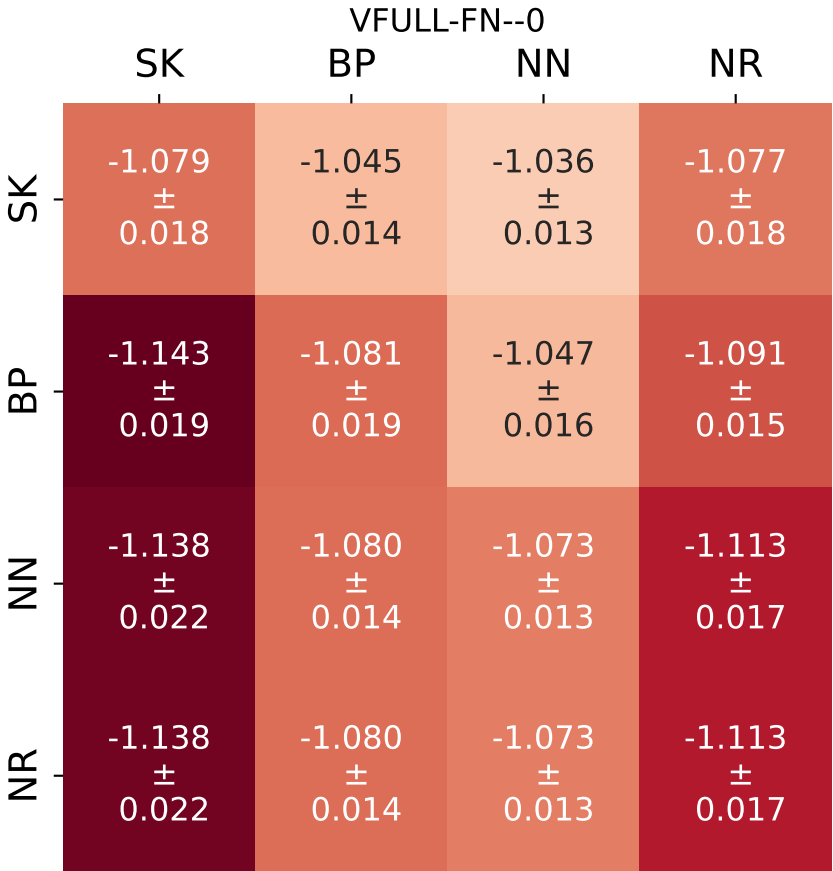 VFULL-FN--0
SK BP NN NR
SK
-1.079 ± 0.018
-1.045 ± 0.014
-1.036 ± 0.013
-1.077 ± 0.018
BP
-1.143 ± 0.019
-1.081 ± 0.019
-1.047 ± 0.016
-1.091 ± 0.015
NN
-1.138 ± 0.022
-1.080 ± 0.014
-1.073 ± 0.013
-1.113 ± 0.017
NR
-1.138 ± 0.022
-1.080 ± 0.014
-1.073 ± 0.013
-1.113 ± 0.017